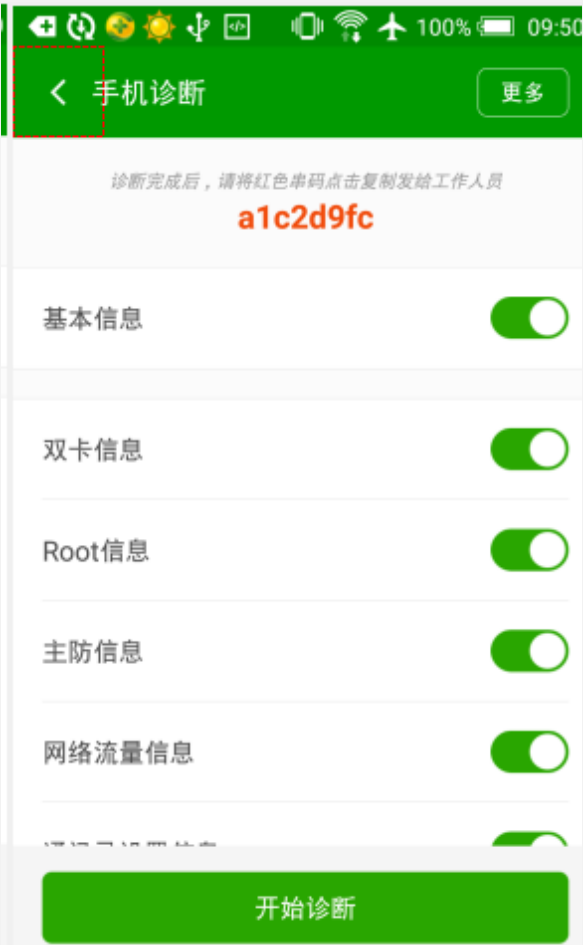 100% 09:50
手机诊断
更多
诊断完成后，请将红色串码点击复制发给工作人员
a1c2d9fc
基本信息
双卡信息
Root信息
主防信息
网络流量信息
开始诊断